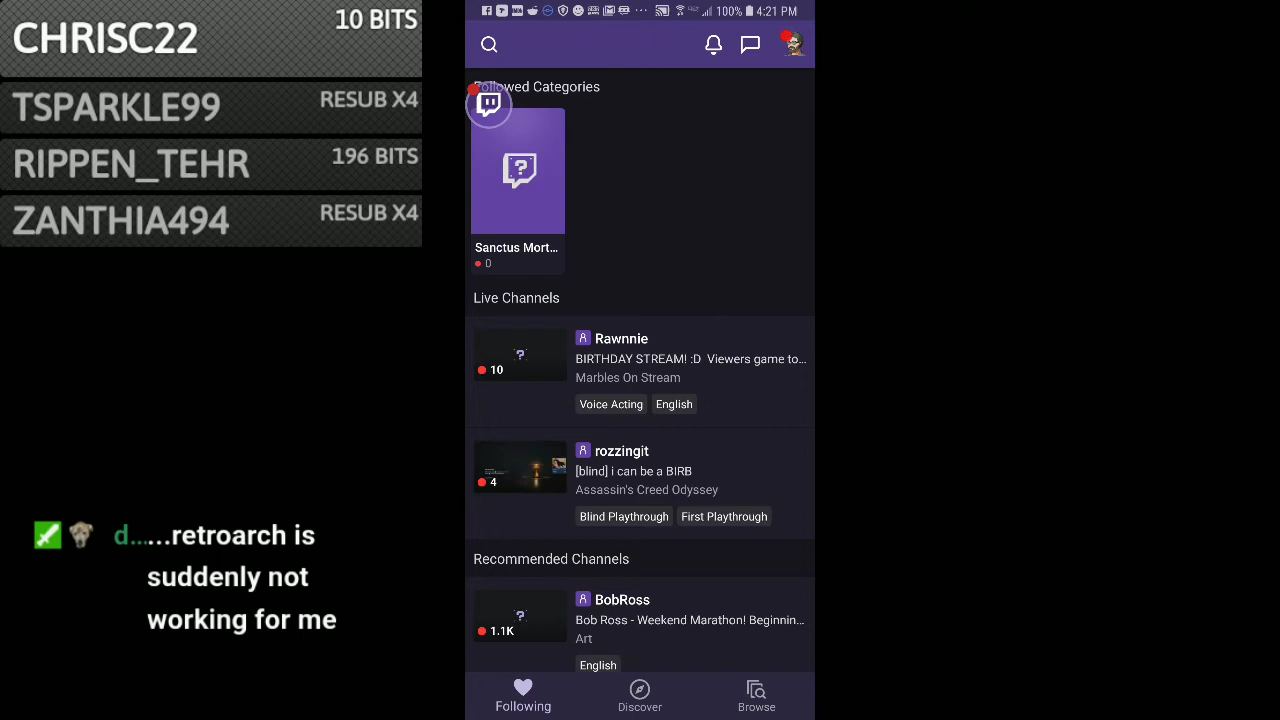 CHRISC22 10 BITS
TSPARKLE99 RESUB X4
RIPPEN_TEHR 196 BITS
ZANTHIA494 RESUB X4
d... ...retroarch is
suddenly not
working for me
100% 4:21 PM
Followed Categories
Sanctus Mort...
0
Live Channels
Rawnnie
BIRTHDAY STREAM! :D Viewers game to...
10
Marbles On Stream
Voice Acting English
rozzingit
[blind] i can be a BIRB
4
Assassin's Creed Odyssey
Blind Playthrough First Playthrough
Recommended Channels
BobRoss
Bob Ross - Weekend Marathon! Beginnin...
1.1K
Art
English
Following Discover Browse